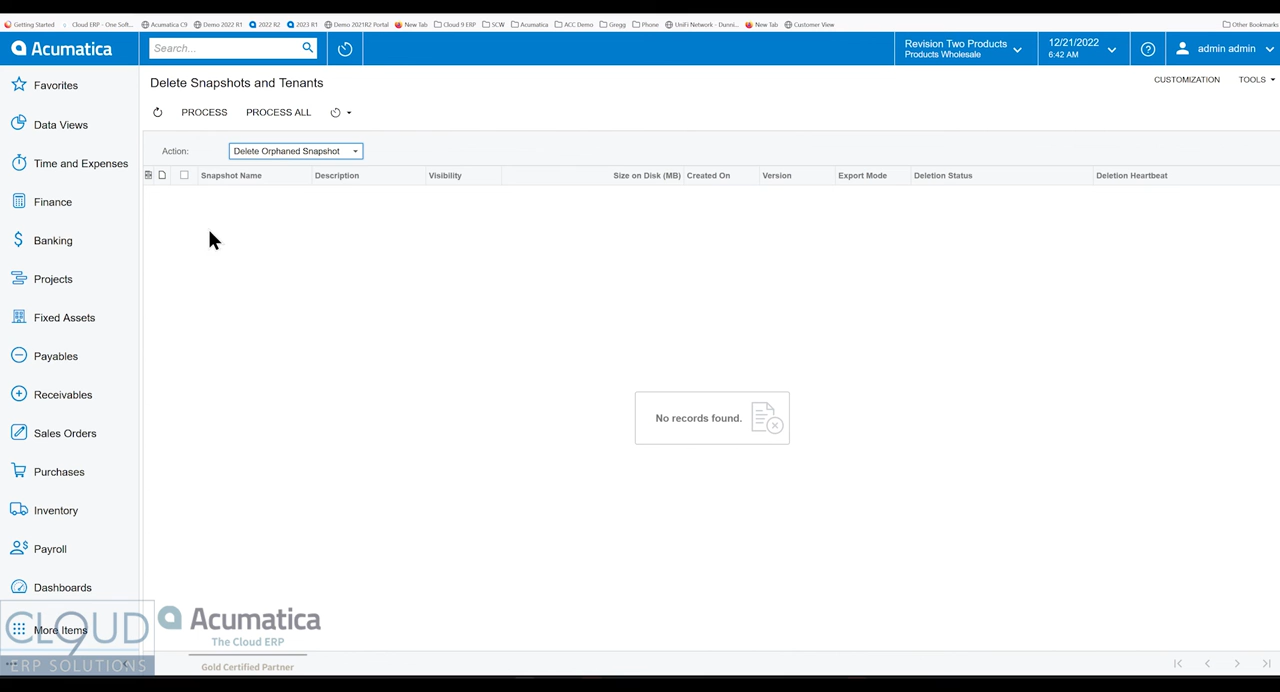 Getting Started
Cloud ERP - One Soft...
Acumatica C9
Demo 2022 R1
2022 R2
2023 R1
Demo 2021R2 Portal
New Tab
Cloud 9 ERP
SCW
Acumatica
ACC Demo
Gregg
Phone
UniFi Network - Dunni...
New Tab
Customer View
Other Bookmarks
Acumatica
Search...
Revision Two Products
Products Wholesale
12/21/2022
6:42 AM
admin admin
Favorites
Data Views
Time and Expenses
Finance
Banking
Projects
Fixed Assets
Payables
Receivables
Sales Orders
Purchases
Inventory
Payroll
Dashboards
More Items
Delete Snapshots and Tenants
CUSTOMIZATION
TOOLS
PROCESS
PROCESS ALL
Action:
Delete Orphaned Snapshot
Snapshot Name
Description
Visibility
Size on Disk (MB)
Created On
Version
Export Mode
Deletion Status
Deletion Heartbeat
No records found.
CLOUD
9
ERP SOLUTIONS
Acumatica
The Cloud ERP
Gold Certified Partner